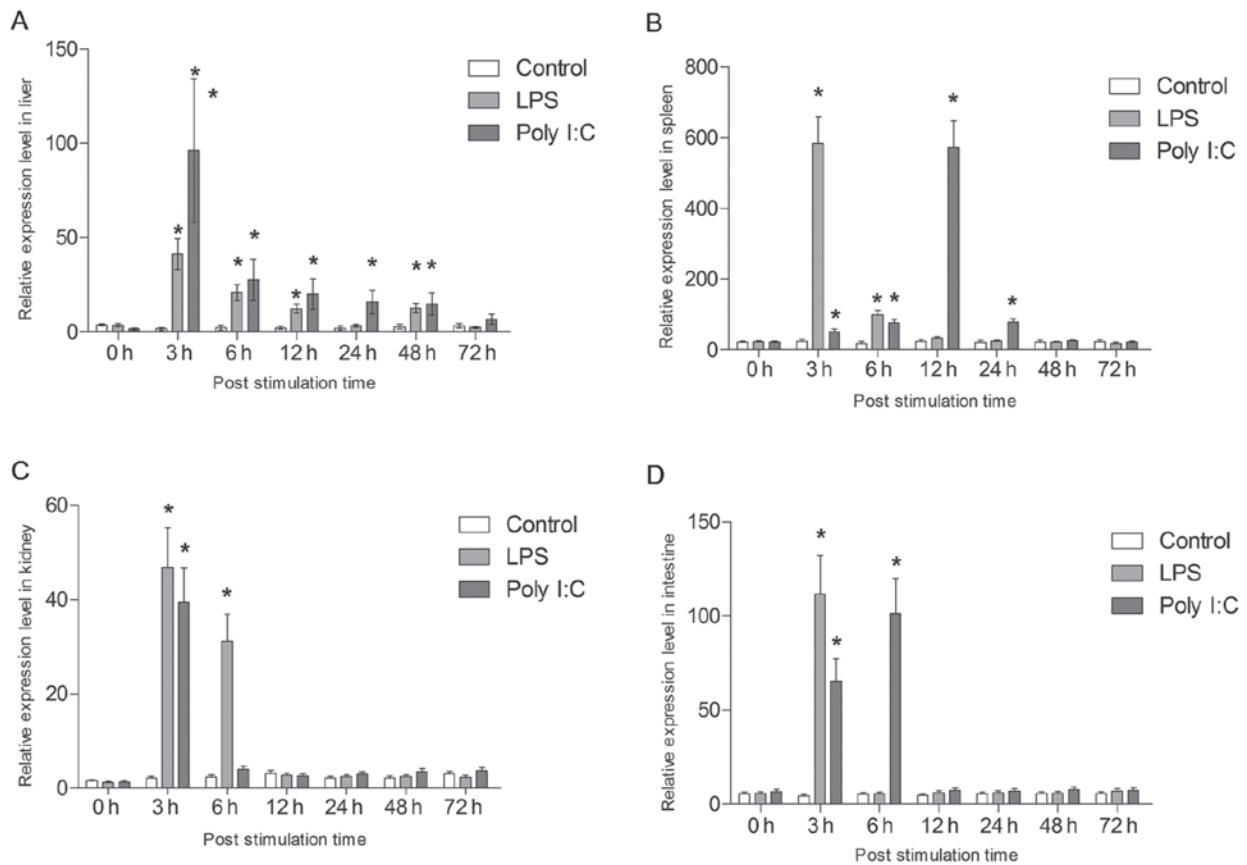 A
Relative expression level in liver
150
100
50
0
* * * * * * * * * * *
Control
LPS
Poly I:C
0 h 3 h 6 h 12 h 24 h 48 h 72 h
Post stimulation time
B
Relative expression level in spleen
800
600
400
200
0
* * * * * *
Control
LPS
Poly I:C
0 h 3 h 6 h 12 h 24 h 48 h 72 h
Post stimulation time
C
Relative expression level in kidney
60
40
20
0
* * *
Control
LPS
Poly I:C
0 h 3 h 6 h 12 h 24 h 48 h 72 h
Post stimulation time
D
Relative expression level in intestine
150
100
50
0
* * *
Control
LPS
Poly I:C
0 h 3 h 6 h 12 h 24 h 48 h 72 h
Post stimulation time